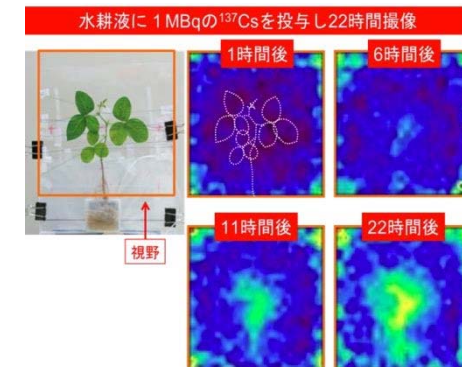 水耕液に 1 MBqの¹³⁷Csを投与し22時間撮像
1時間後
6時間後
視野
11時間後
22時間後